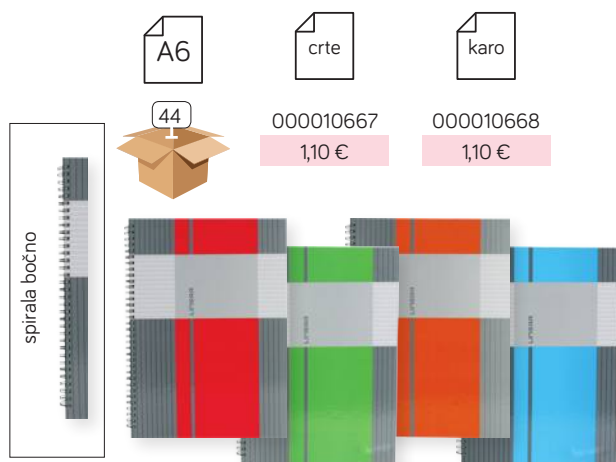 A6
crte
karo
44
000010667
000010668
1,10 €
1,10 €
spirala bočno